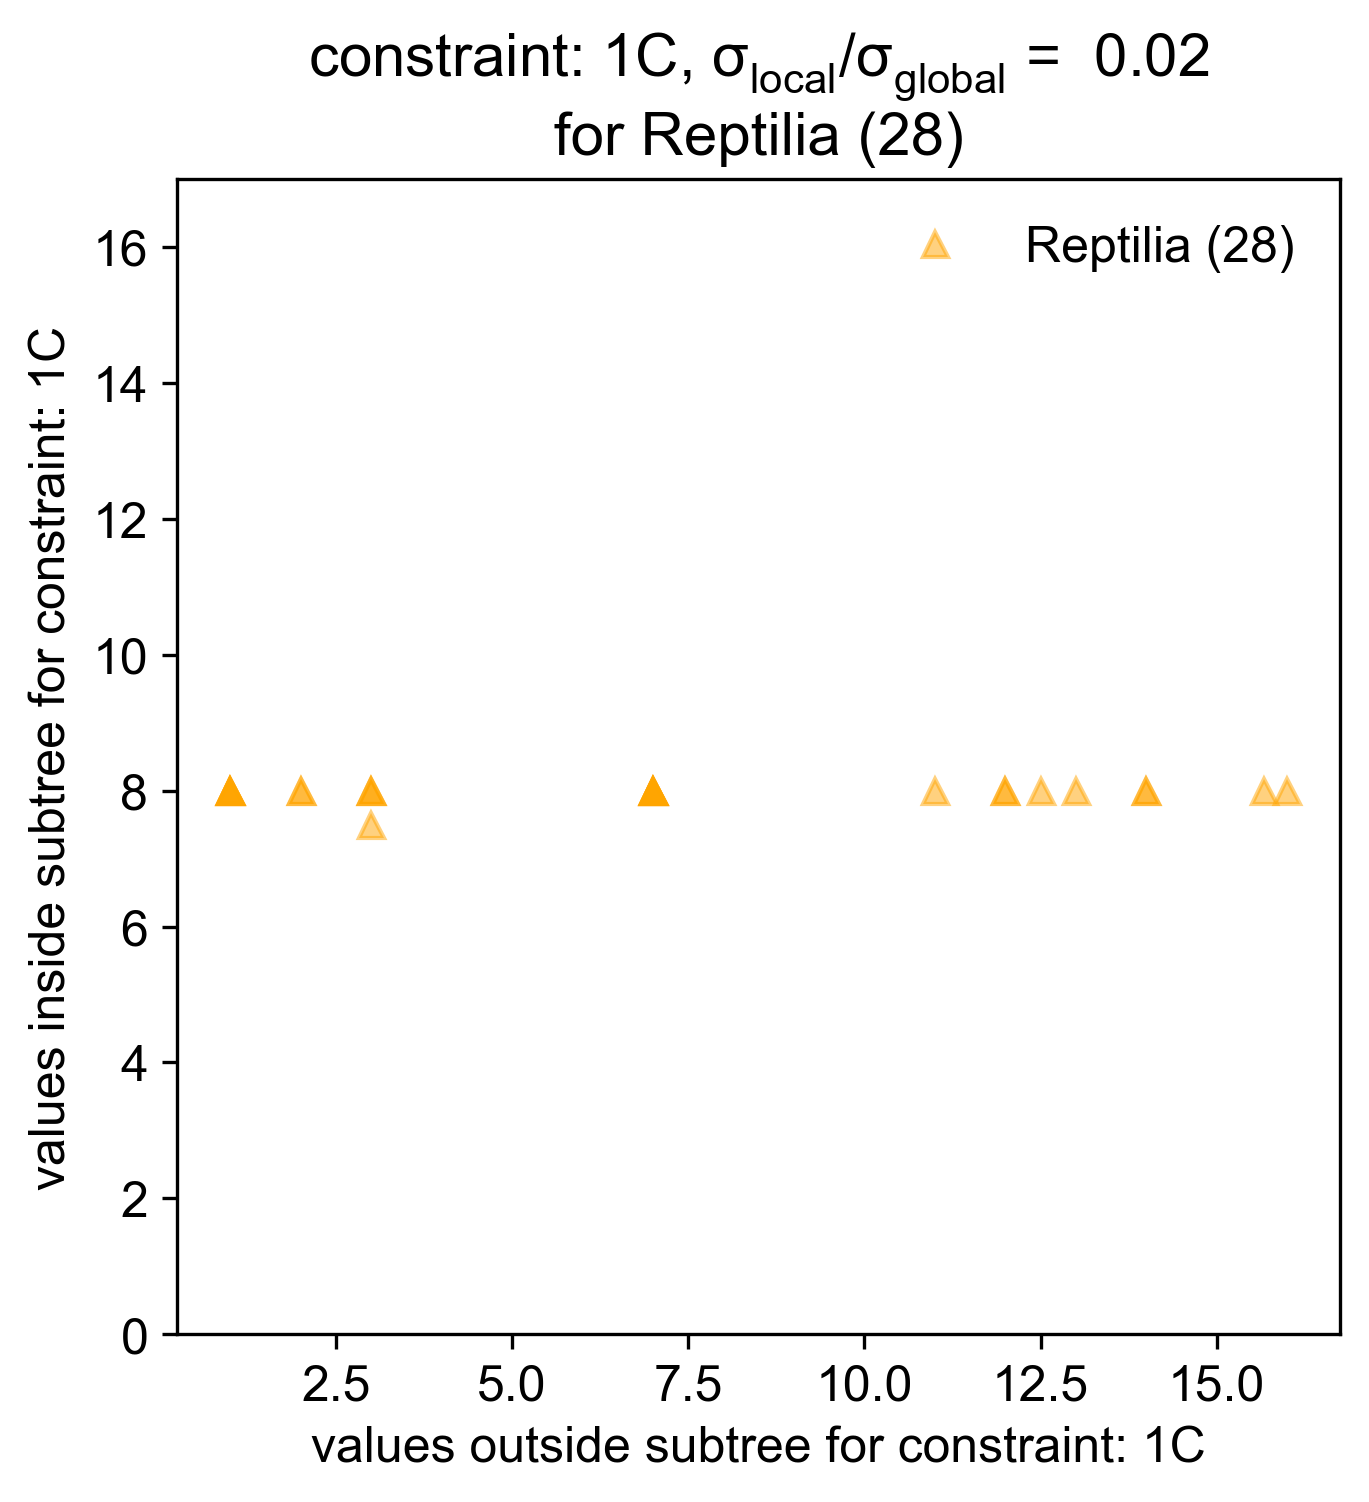 constraint: 1C, σlocal/σglobal = 0.02
for Reptilia (28)
Reptilia (28)
16
14
12
10
8
6
4
2
0
values inside subtree for constraint: 1C
2.5 5.0 7.5 10.0 12.5 15.0
values outside subtree for constraint: 1C